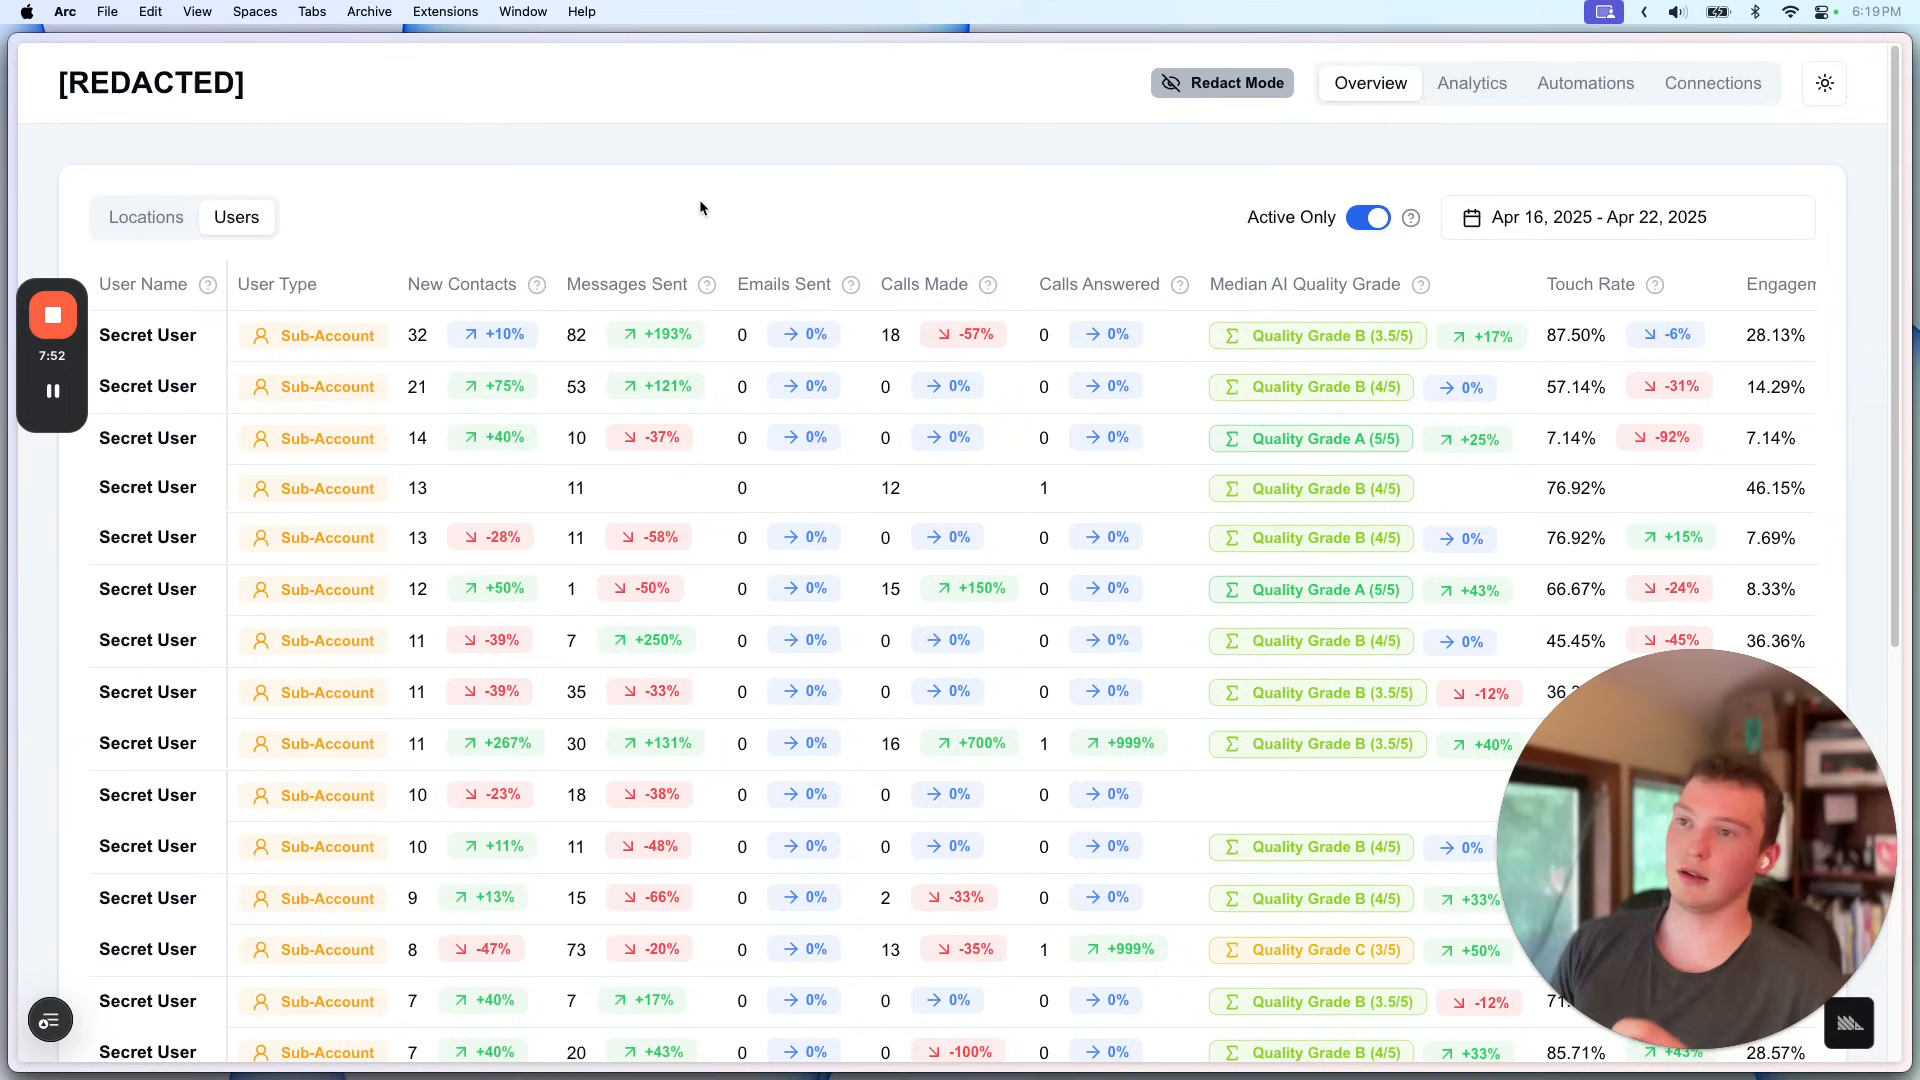 Arc File Edit View Spaces Tabs Archive Extensions Window Help 6:19 PM
[REDACTED] Redact Mode Overview Analytics Automations Connections
Locations Users Active Only Apr 16, 2025 - Apr 22, 2025
User Name User Type New Contacts Messages Sent Emails Sent Calls Made Calls Answered Median AI Quality Grade Touch Rate Engagem
Secret User Sub-Account 32 +10% 82 +193% 0 0% 18 -57% 0 0% Quality Grade B (3.5/5) +17% 87.50% -6% 28.13%
7:52
Secret User Sub-Account 21 +75% 53 +121% 0 0% 0 0% 0 0% Quality Grade B (4/5) 0% 57.14% -31% 14.29%
Secret User Sub-Account 14 +40% 10 -37% 0 0% 0 0% 0 0% Quality Grade A (5/5) +25% 7.14% -92% 7.14%
Secret User Sub-Account 13 11 0 12 1 Quality Grade B (4/5) 76.92% 46.15%
Secret User Sub-Account 13 -28% 11 -58% 0 0% 0 0% 0 0% Quality Grade B (4/5) 0% 76.92% +15% 7.69%
Secret User Sub-Account 12 +50% 1 -50% 0 0% 15 +150% 0 0% Quality Grade A (5/5) +43% 66.67% -24% 8.33%
Secret User Sub-Account 11 -39% 7 +250% 0 0% 0 0% 0 0% Quality Grade B (4/5) 0% 45.45% -45% 36.36%
Secret User Sub-Account 11 -39% 35 -33% 0 0% 0 0% 0 0% Quality Grade B (3.5/5) -12%
Secret User Sub-Account 11 +267% 30 +131% 0 0% 16 +700% 1 +999% Quality Grade B (3.5/5) +40%
Secret User Sub-Account 10 -23% 18 -38% 0 0% 0 0% 0 0%
Secret User Sub-Account 10 +11% 11 -48% 0 0% 0 0% 0 0% Quality Grade B (4/5) 0%
Secret User Sub-Account 9 +13% 15 -66% 0 0% 2 -33% 0 0% Quality Grade B (4/5) +33%
Secret User Sub-Account 8 -47% 73 -20% 0 0% 13 -35% 1 +999% Quality Grade C (3/5) +50%
Secret User Sub-Account 7 +40% 7 +17% 0 0% 0 0% 0 0% Quality Grade B (3.5/5) -12% 71.
Secret User Sub-Account 7 +40% 20 +43% 0 0% 0 -100% 0 0% Quality Grade B (4/5) +33% 85.71% +43% 28.57%